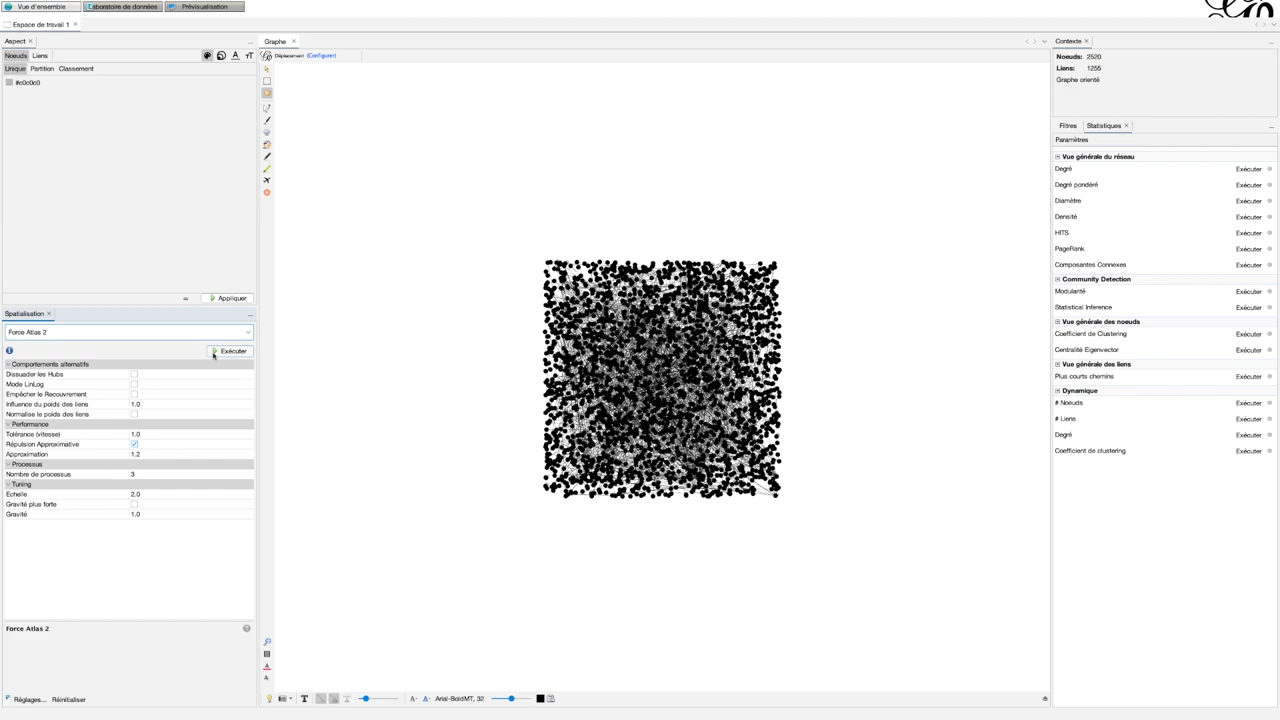 Vue d'ensemble
Laboratoire de données
Prévisualisation
Espace de travail 1
Aspect
Noeuds
Liens
Unique
Partition
Classement
#c0c0c0
Appliquer
Spatialisation
Force Atlas 2
Exécuter
Comportements alternatifs
Dissuader les Hubs
Mode LinLog
Empêcher le Recouvrement
Influence du poids des liens 1.0
Normalise le poids des liens
Performance
Tolérance (vitesse) 1.0
Répulsion Approximative
Approximation 1.2
Processus
Nombre de processus 3
Tuning
Echelle 2.0
Gravité plus forte
Gravité 1.0
Force Atlas 2
Réglages...
Réinitialiser
Graphe
Déplacement (Configurer)
Arial-BoldMT, 32
Contexte
Noeuds: 2520
Liens: 1255
Graphe orienté
Filtres
Statistiques
Paramètres
Vue générale du réseau
Degré Exécuter
Degré pondéré Exécuter
Diamètre Exécuter
Densité Exécuter
HITS Exécuter
PageRank Exécuter
Composantes Connexes Exécuter
Community Detection
Modularité Exécuter
Statistical Inference Exécuter
Vue générale des noeuds
Coefficient de Clustering Exécuter
Centralité Eigenvector Exécuter
Vue générale des liens
Plus courts chemins Exécuter
Dynamique
# Noeuds Exécuter
# Liens Exécuter
Degré Exécuter
Coefficient de clustering Exécuter